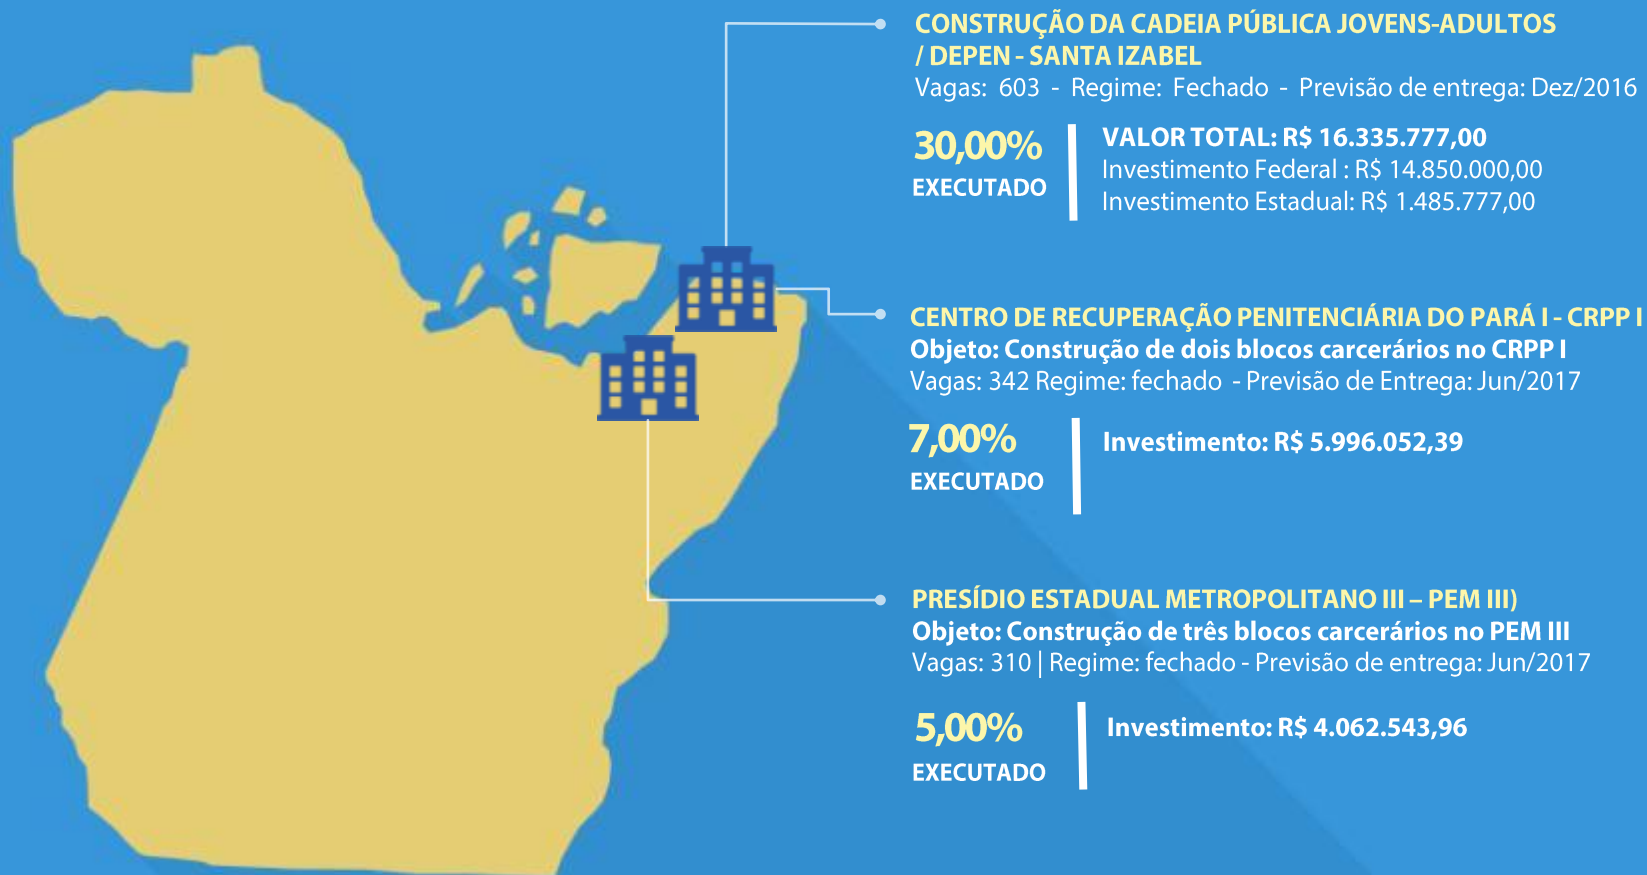 CONSTRUÇÃO DA CADEIA PÚBLICA JOVENS-ADULTOS
/ DEPEN - SANTA IZABEL
Vagas: 603 - Regime: Fechado - Previsão de entrega: Dez/2016
30,00%
EXECUTADO
VALOR TOTAL: R$ 16.335.777,00
Investimento Federal : R$ 14.850.000,00
Investimento Estadual: R$ 1.485.777,00
CENTRO DE RECUPERAÇÃO PENITENCIÁRIA DO PARÁ I - CRPP I
Objeto: Construção de dois blocos carcerários no CRPP I
Vagas: 342 Regime: fechado - Previsão de Entrega: Jun/2017
7,00%
EXECUTADO
Investimento: R$ 5.996.052,39
PRESÍDIO ESTADUAL METROPOLITANO III – PEM III)
Objeto: Construção de três blocos carcerários no PEM III
Vagas: 310 | Regime: fechado - Previsão de entrega: Jun/2017
5,00%
EXECUTADO
Investimento: R$ 4.062.543,96